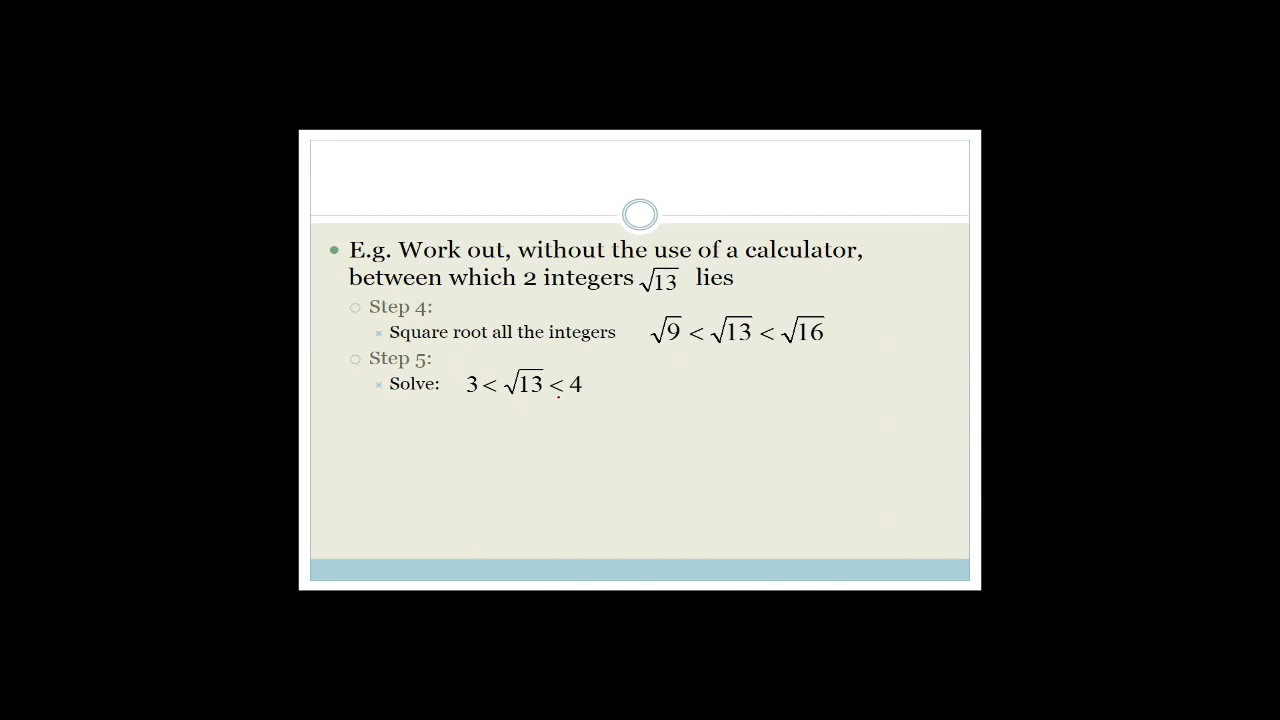 E.g. Work out, without the use of a calculator,
between which 2 integers √13 lies
Step 4:
Square root all the integers √9 < √13 < √16
Step 5:
Solve: 3 < √13 < 4